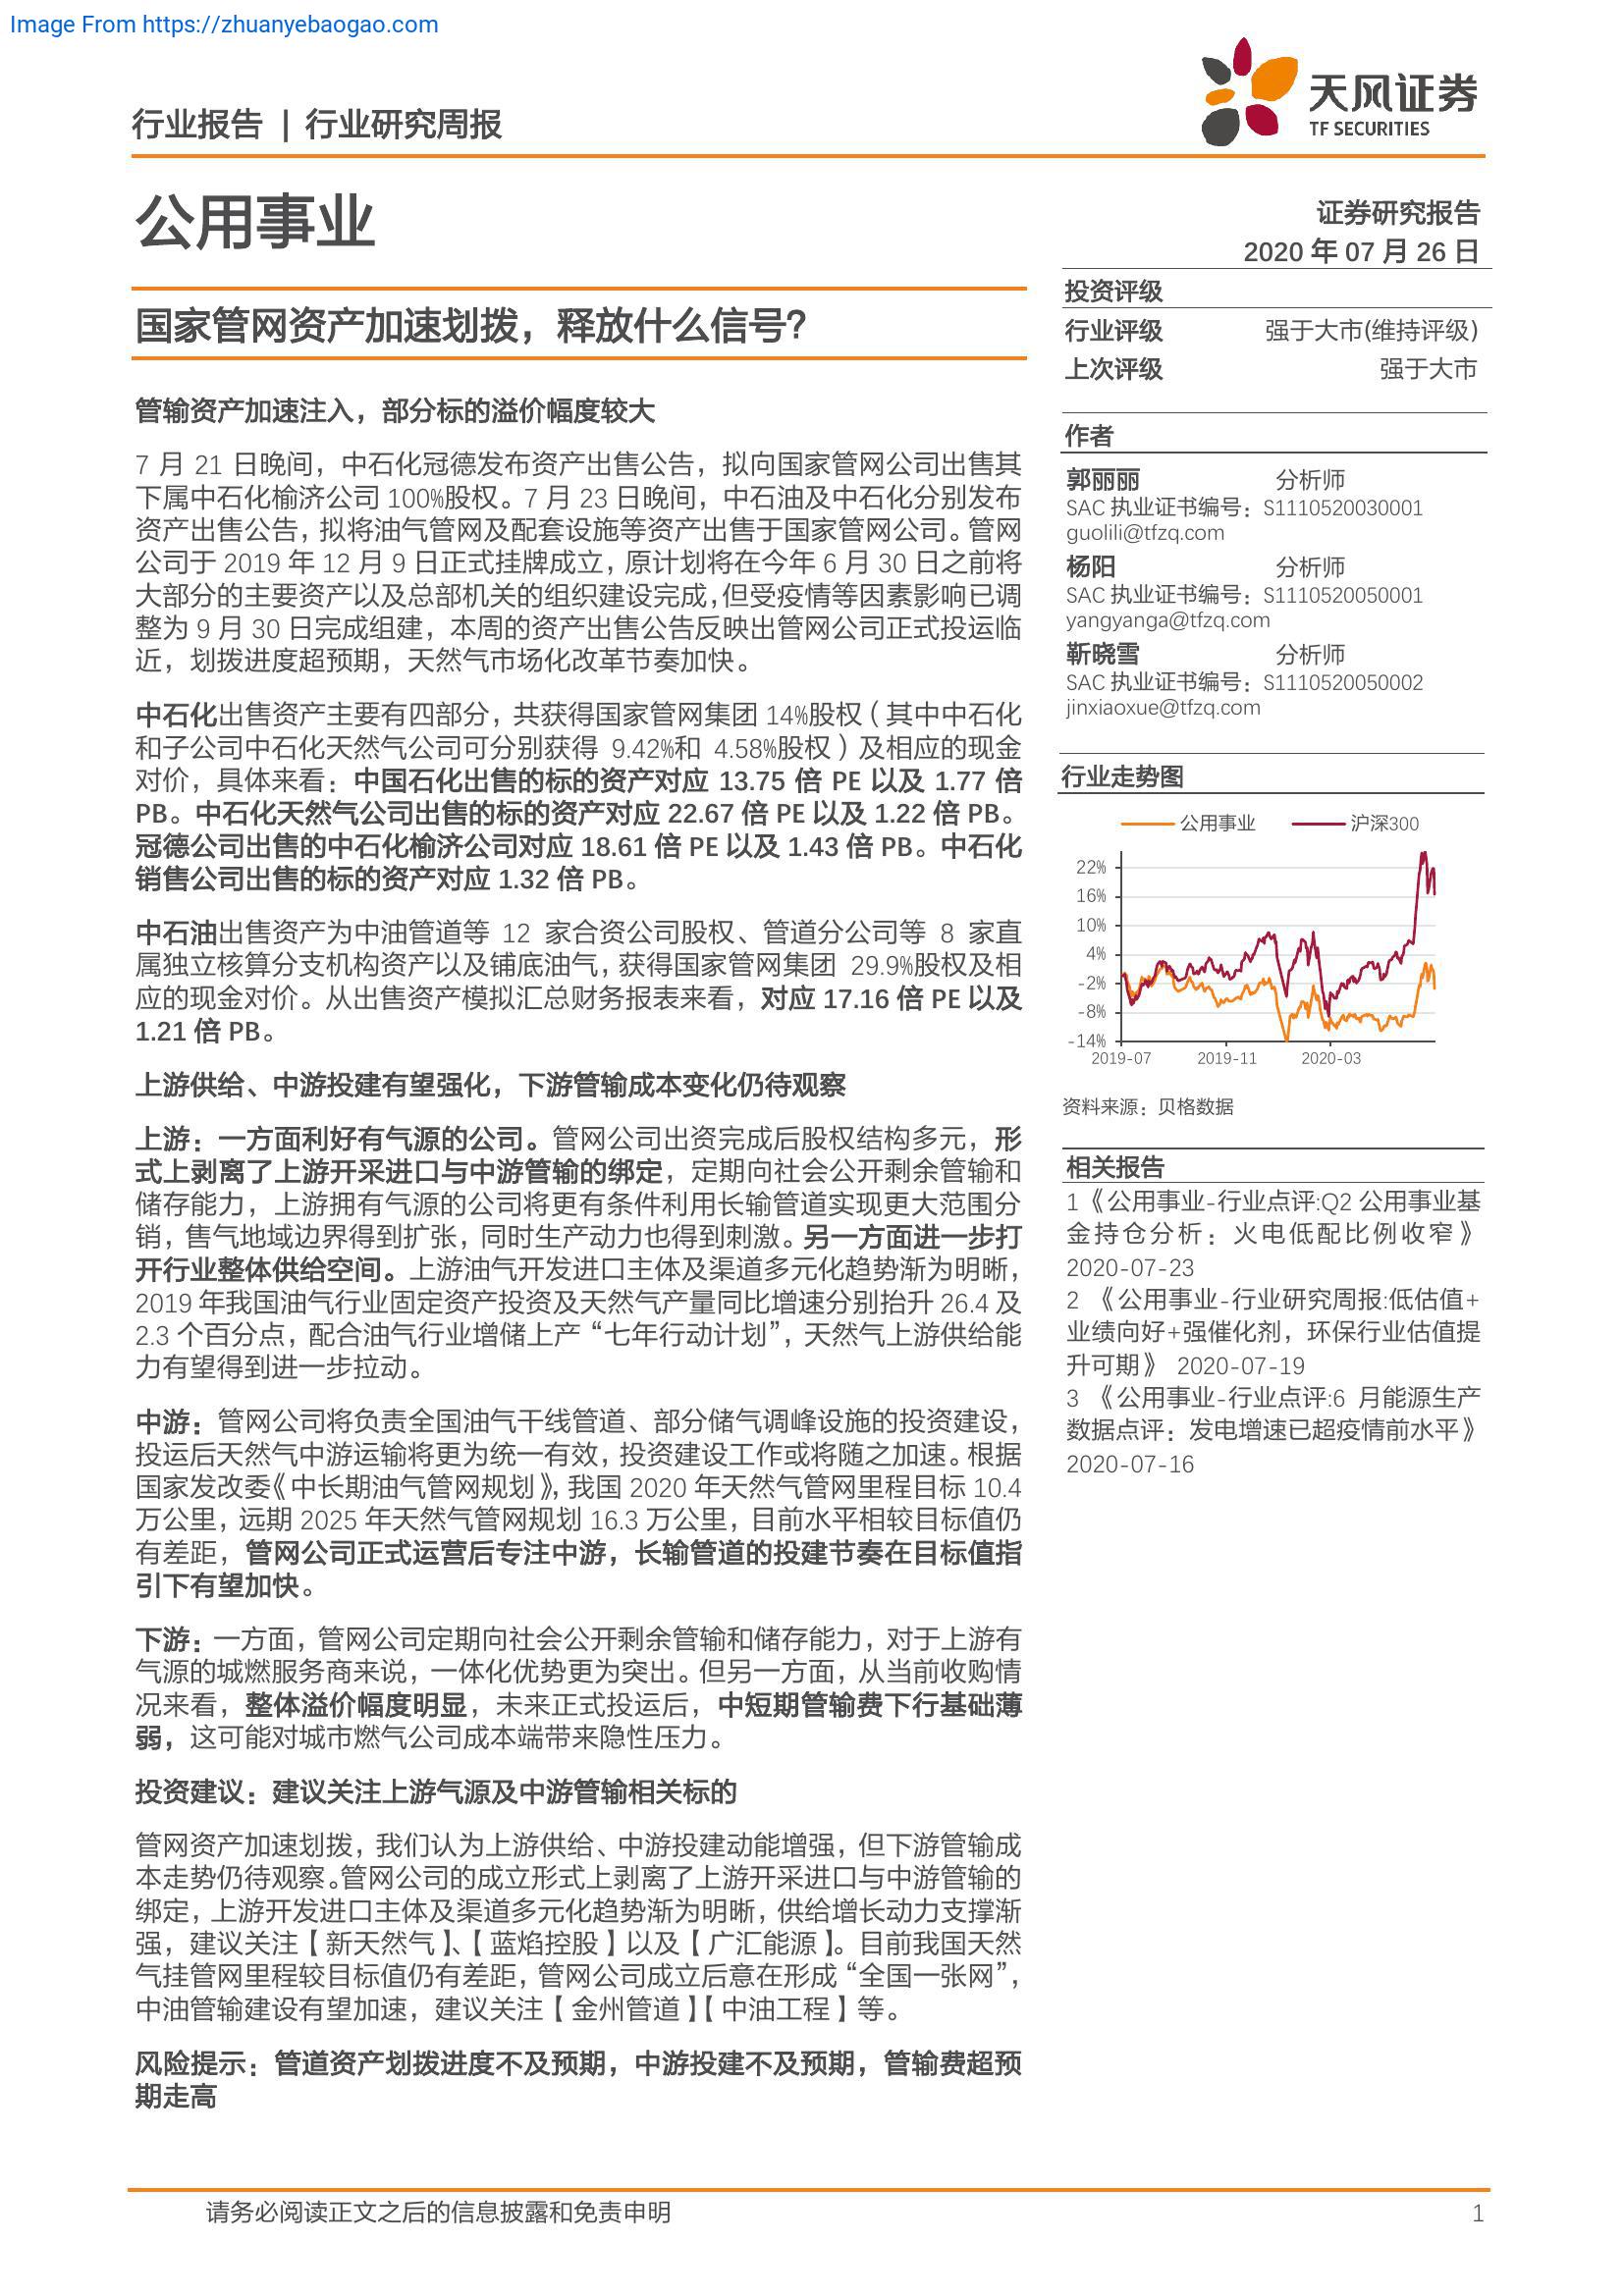 Image From https://zhuanyebaogao.com
行业报告 | 行业研究周报
天风证券
TF SECURITIES
公用事业
证券研究报告
2020 年 07 月 26 日
国家管网资产加速划拨，释放什么信号？
管输资产加速注入，部分标的溢价幅度较大
7 月 21 日晚间，中石化冠德发布资产出售公告，拟向国家管网公司出售其
下属中石化榆济公司 100%股权。7 月 23 日晚间，中石油及中石化分别发布
资产出售公告，拟将油气管网及配套设施等资产出售于国家管网公司。管网
公司于 2019 年 12 月 9 日正式挂牌成立，原计划将在今年 6 月 30 日之前将
大部分的主要资产以及总部机关的组织建设完成，但受疫情等因素影响已调
整为 9 月 30 日完成组建，本周的资产出售公告反映出管网公司正式投运临
近，划拨进度超预期，天然气市场化改革节奏加快。
中石化出售资产主要有四部分，共获得国家管网集团 14%股权（其中中石化
和子公司中石化天然气公司可分别获得 9.42%和 4.58%股权）及相应的现金
对价，具体来看：中国石化出售的标的资产对应 13.75 倍 PE 以及 1.77 倍
PB。中石化天然气公司出售的标的资产对应 22.67 倍 PE 以及 1.22 倍 PB。
冠德公司出售的中石化榆济公司对应 18.61 倍 PE 以及 1.43 倍 PB。中石化
销售公司出售的标的资产对应 1.32 倍 PB。
中石油出售资产为中油管道等 12 家合资公司股权、管道分公司等 8 家直
属独立核算分支机构资产以及铺底油气，获得国家管网集团 29.9%股权及相
应的现金对价。从出售资产模拟汇总财务报表来看，对应 17.16 倍 PE 以及
1.21 倍 PB。
上游供给、中游投建有望强化，下游管输成本变化仍待观察
上游：一方面利好有气源的公司。管网公司出资完成后股权结构多元，形
式上剥离了上游开采进口与中游管输的绑定，定期向社会公开剩余管输和
储存能力，上游拥有气源的公司将更有条件利用长输管道实现更大范围分
销，售气地域边界得到扩张，同时生产动力也得到刺激。另一方面进一步打
开行业整体供给空间。上游油气开发进口主体及渠道多元化趋势渐为明晰，
2019 年我国油气行业固定资产投资及天然气产量同比增速分别抬升 26.4 及
2.3 个百分点，配合油气行业增储上产“七年行动计划”，天然气上游供给能
力有望得到进一步拉动。
中游：管网公司将负责全国油气干线管道、部分储气调峰设施的投资建设，
投运后天然气中游运输将更为统一有效，投资建设工作或将随之加速。根据
国家发改委《中长期油气管网规划》，我国 2020 年天然气管网里程目标 10.4
万公里，远期 2025 年天然气管网规划 16.3 万公里，目前水平相较目标值仍
有差距，管网公司正式运营后专注中游，长输管道的投建节奏在目标值指
引下有望加快。
下游：一方面，管网公司定期向社会公开剩余管输和储存能力，对于上游有
气源的城燃服务商来说，一体化优势更为突出。但另一方面，从当前收购情
况来看，整体溢价幅度明显，未来正式投运后，中短期管输费下行基础薄
弱，这可能对城市燃气公司成本端带来隐性压力。
投资建议：建议关注上游气源及中游管输相关标的
管网资产加速划拨，我们认为上游供给、中游投建动能增强，但下游管输成
本走势仍待观察。管网公司的成立形式上剥离了上游开采进口与中游管输的
绑定，上游开发进口主体及渠道多元化趋势渐为明晰，供给增长动力支撑渐
强，建议关注【新天然气】、【蓝焰控股】以及【广汇能源】。目前我国天然
气挂管网里程较目标值仍有差距，管网公司成立后意在形成“全国一张网”，
中油管输建设有望加速，建议关注【金州管道】【中油工程】等。
风险提示：管道资产划拨进度不及预期，中游投建不及预期，管输费超预
期走高
投资评级
行业评级 强于大市(维持评级)
上次评级 强于大市
作者
郭丽丽 分析师
SAC 执业证书编号：S1110520030001
guolili@tfzq.com
杨阳 分析师
SAC 执业证书编号：S1110520050001
yangyanga@tfzq.com
靳晓雪 分析师
SAC 执业证书编号：S1110520050002
jinxiaoxue@tfzq.com
行业走势图
公用事业 沪深300
22%
16%
10%
4%
-2%
-8%
-14%
2019-07 2019-11 2020-03
资料来源：贝格数据
相关报告
1《公用事业-行业点评:Q2 公用事业基
金持仓分析：火电低配比例收窄》
2020-07-23
2 《公用事业-行业研究周报:低估值+
业绩向好+强催化剂，环保行业估值提
升可期》 2020-07-19
3 《公用事业-行业点评:6 月能源生产
数据点评：发电增速已超疫情前水平》
2020-07-16
请务必阅读正文之后的信息披露和免责申明 1